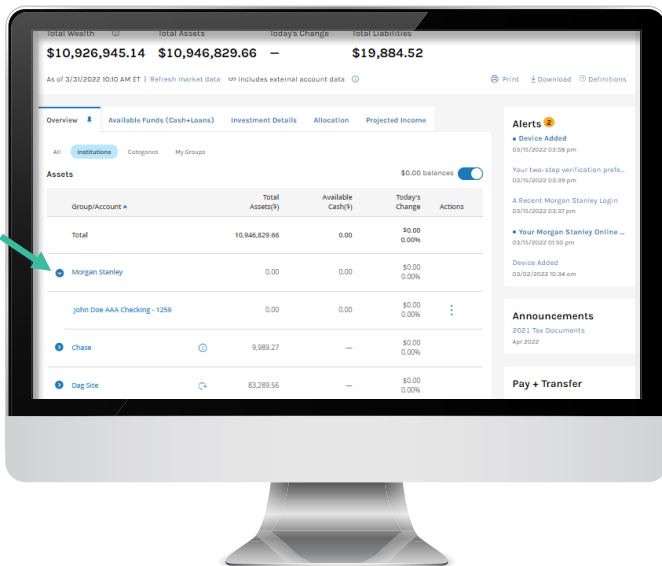 Total Wealth Total Assets Today's Change Total Liabilities
$10,926,945.14 $10,946,829.66 — $19,884.52
As of 3/31/2022 10:10 AM ET | Refresh market data Includes external account data Print Download Definitions
Overview Available Funds (Cash+Loans) Investment Details Allocation Projected Income
All Institutions Categories My Groups
Assets $0.00 balances
Group/Account Total Assets($) Available Cash($) Today's Change Actions
Total 10,946,829.66 0.00 $0.00 0.00%
Morgan Stanley 0.00 0.00 $0.00 0.00%
John Doe AAA Checking - 1259 0.00 0.00 $0.00 0.00%
Chase 9,989.27 — $0.00 0.00%
Dag Site 83,289.56 — $0.00 0.00%
Alerts 2
Device Added
03/15/2022 03:58 pm
Your two-step verification prefe...
03/15/2022 03:39 pm
A Recent Morgan Stanley Login
03/15/2022 03:37 pm
Your Morgan Stanley Online ...
03/15/2022 01:30 pm
Device Added
03/02/2022 10:34 am
Announcements
2021 Tax Documents
Apr 2022
Pay + Transfer